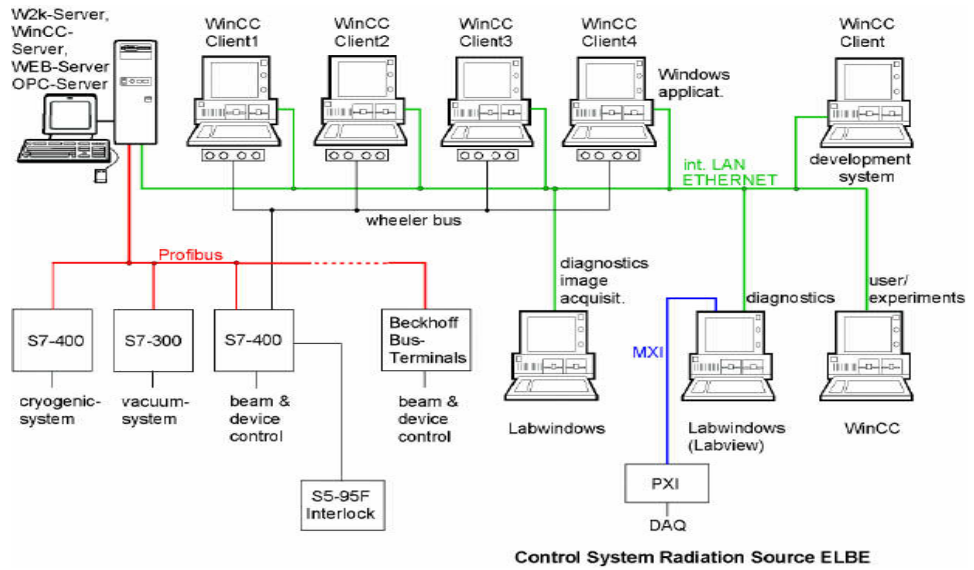 W2k-Server,
WinCC-
Server,
WEB-Server
OPC-Server
WinCC
Client1
WinCC
Client2
WinCC
Client3
WinCC
Client4
WinCC
Client
Windows
applicat.
int. LAN
ETHERNET
development
system
wheeler bus
Profibus
diagnostics
image
acquisit.
diagnostics
user/
experiments
S7-400
S7-300
S7-400
Beckhoff
Bus-
Terminals
MXI
cryogenic-
system
vacuum-
system
beam &
device
control
beam &
device
control
Labwindows
Labwindows
(Labview)
WinCC
S5-95F
Interlock
PXI
DAQ
Control System Radiation Source ELBE